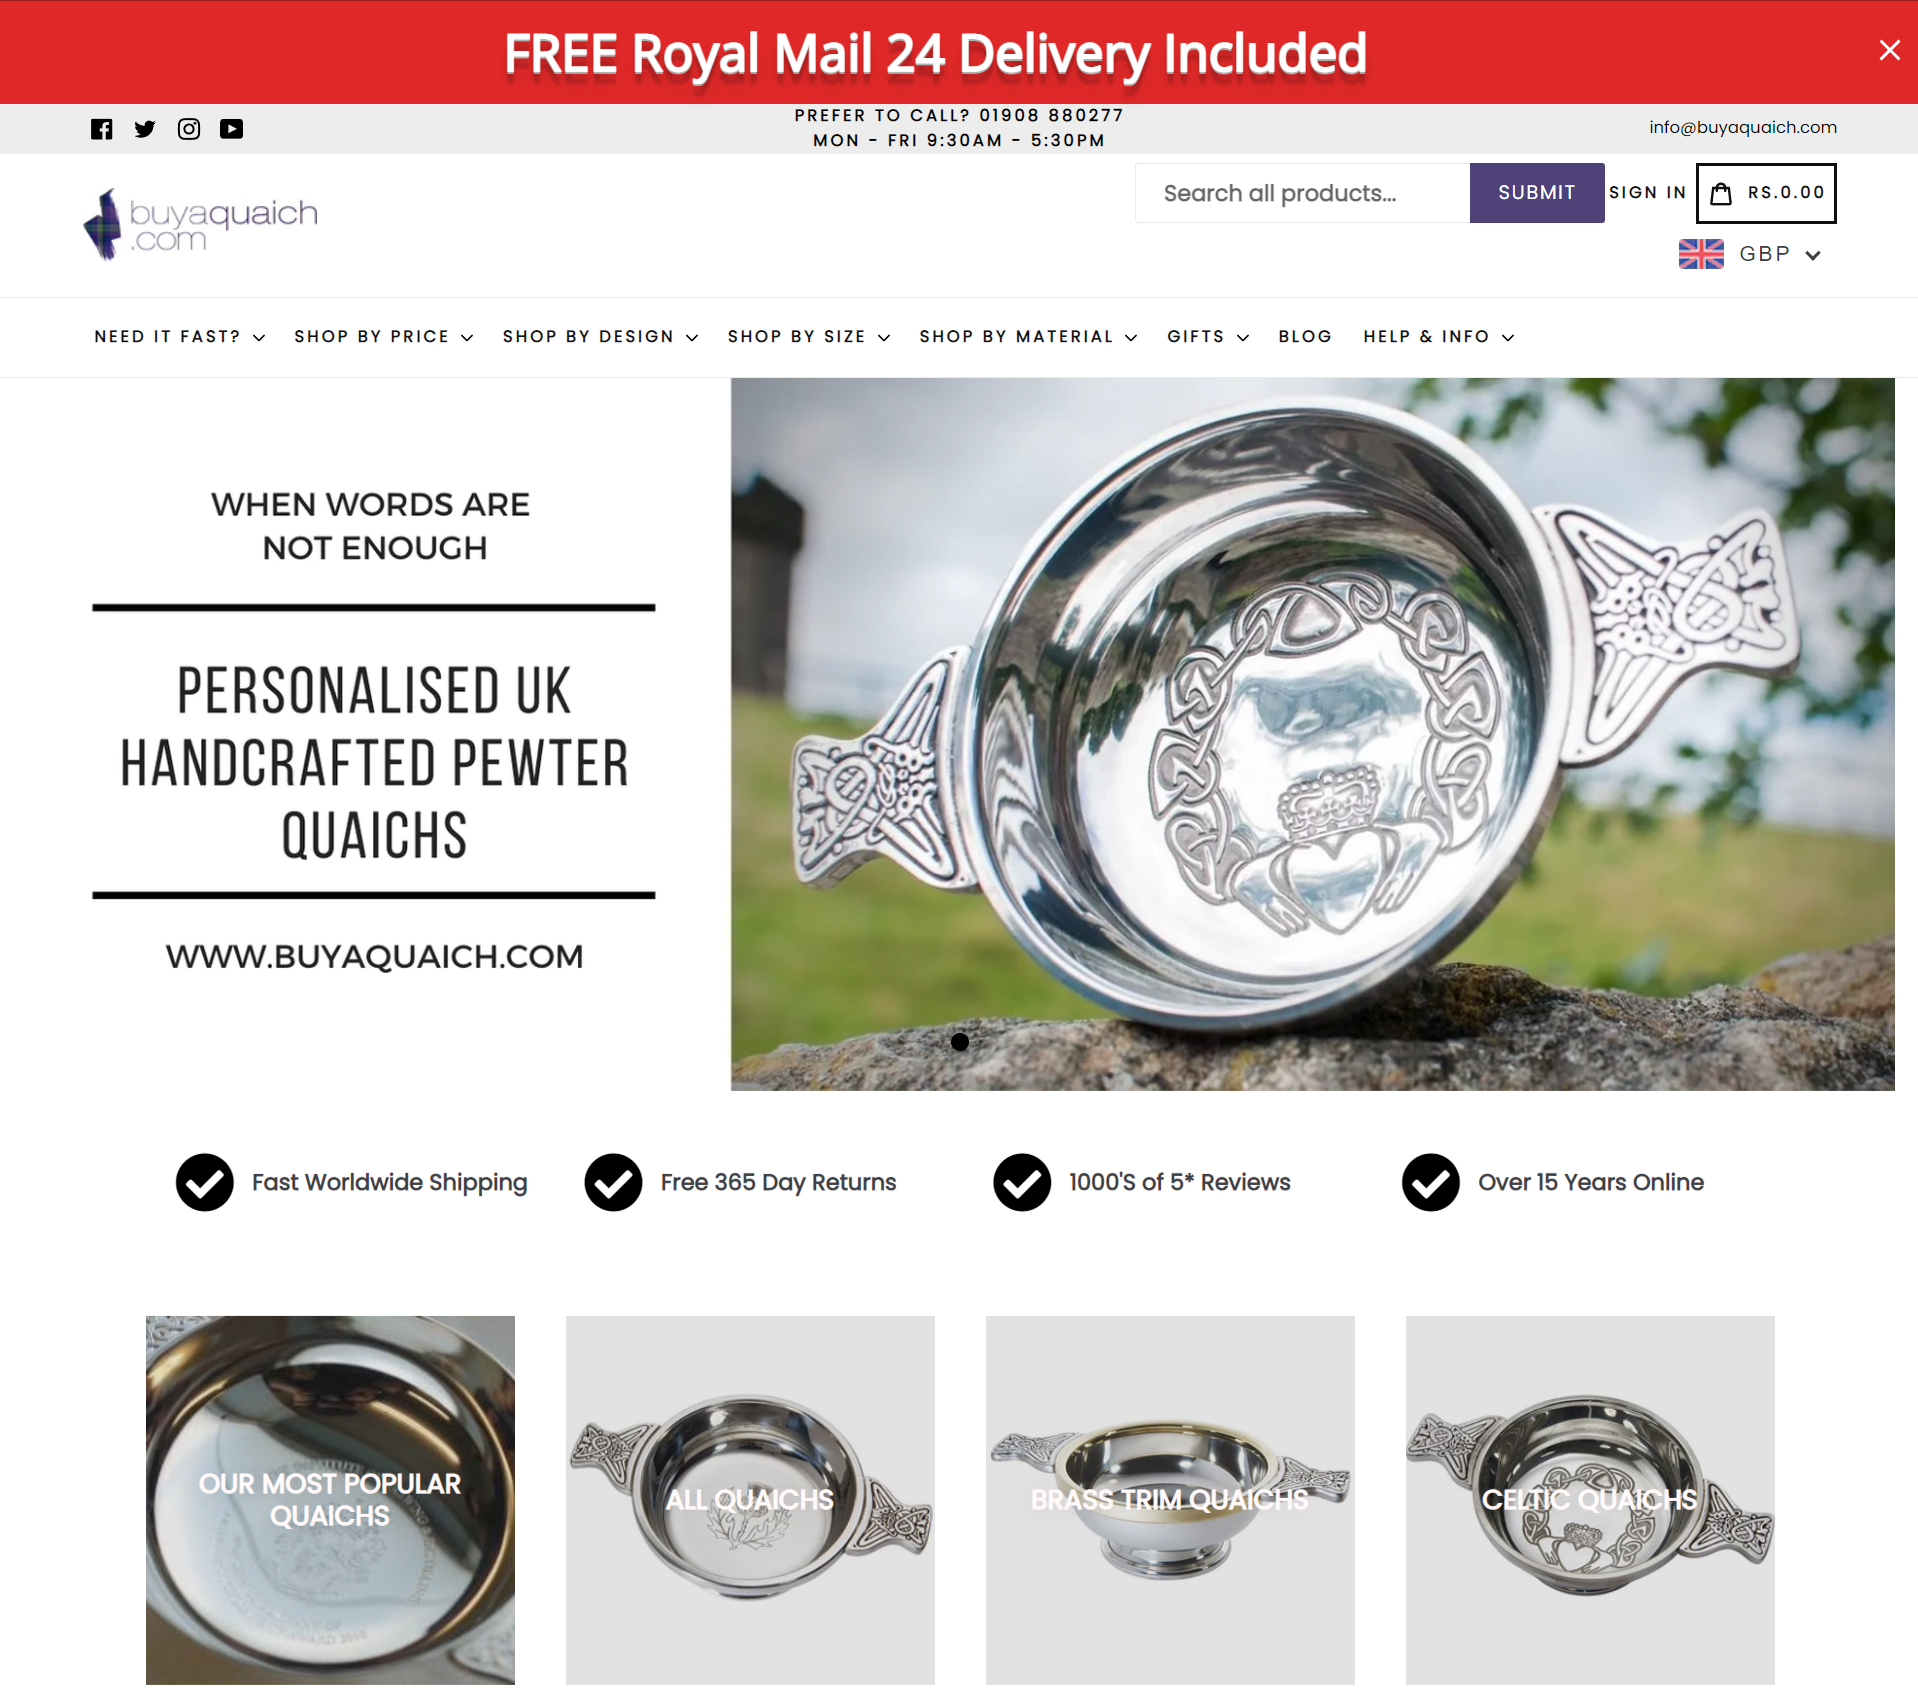 FREE Royal Mail 24 Delivery Included
PREFER TO CALL? 01908 880277
MON - FRI 9:30AM - 5:30PM
info@buyaquaich.com
buyaquaich
.com
Search all products...
SUBMIT
SIGN IN
RS.0.00
GBP
NEED IT FAST?
SHOP BY PRICE
SHOP BY DESIGN
SHOP BY SIZE
SHOP BY MATERIAL
GIFTS
BLOG
HELP & INFO
WHEN WORDS ARE
NOT ENOUGH
PERSONALISED UK
HANDCRAFTED PEWTER
QUAICHS
WWW.BUYAQUAICH.COM
Fast Worldwide Shipping
Free 365 Day Returns
1000'S of 5* Reviews
Over 15 Years Online
OUR MOST POPULAR
QUAICHS
ALL QUAICHS
BRASS TRIM QUAICHS
CELTIC QUAICHS